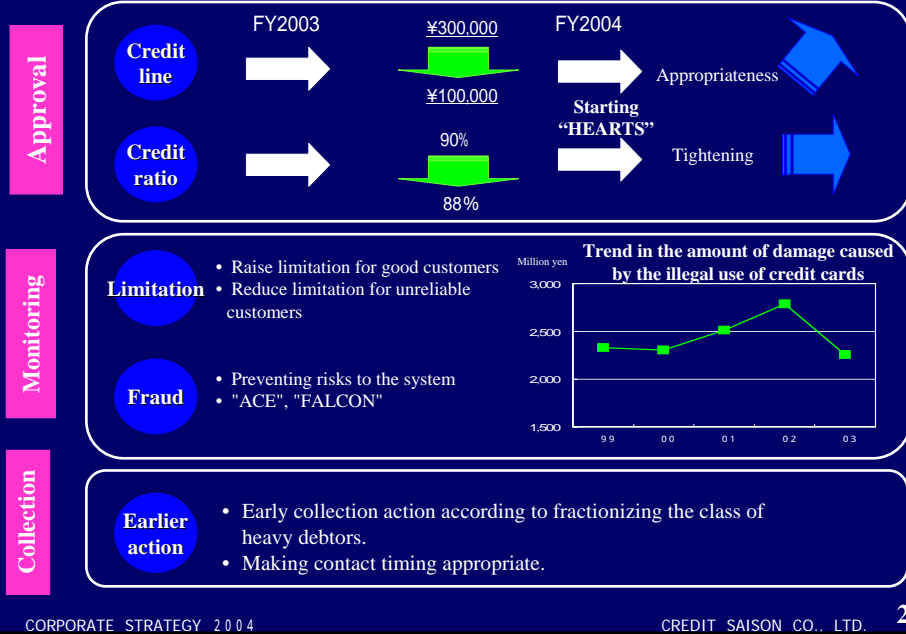 Approval
FY2003
¥300,000
FY2004
Credit
line
Appropriateness
¥100,000
Starting
“HEARTS”
Credit
ratio
90%
Tightening
88%
Monitoring
Limitation
• Raise limitation for good customers
• Reduce limitation for unreliable
customers
Fraud
• Preventing risks to the system
• "ACE", "FALCON"
Trend in the amount of damage caused
by the illegal use of credit cards
Million yen
3,000
2,500
2,000
1,500
99 00 01 02 03
Collection
Earlier
action
• Early collection action according to fractionizing the class of
heavy debtors.
• Making contact timing appropriate.
CORPORATE STRATEGY 2004
CREDIT SAISON CO., LTD.
2